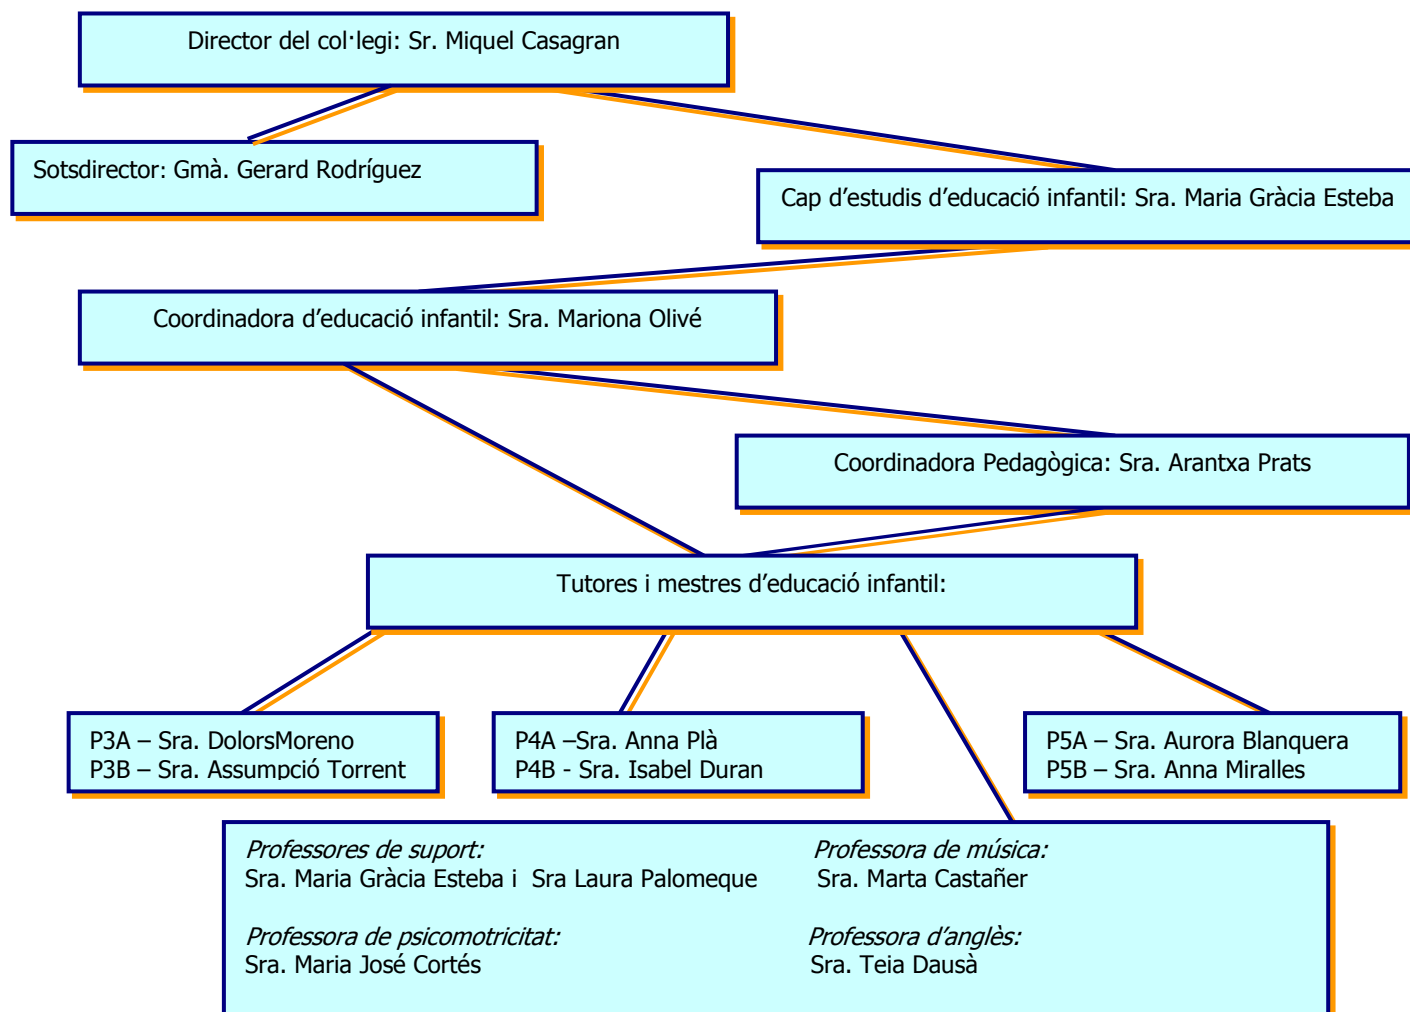 Director del col·legi: Sr. Miquel Casagran
Sotsdirector: Gmà. Gerard Rodríguez
Cap d’estudis d’educació infantil: Sra. Maria Gràcia Esteba
Coordinadora d’educació infantil: Sra. Mariona Olivé
Coordinadora Pedagògica: Sra. Arantxa Prats
Tutores i mestres d’educació infantil:
P3A – Sra. DolorsMoreno
P3B – Sra. Assumpció Torrent
P4A –Sra. Anna Plà
P4B - Sra. Isabel Duran
P5A – Sra. Aurora Blanquera
P5B – Sra. Anna Miralles
Professores de suport: Professora de música:
Sra. Maria Gràcia Esteba i Sra Laura Palomeque Sra. Marta Castañer
Professora de psicomotricitat: Professora d’anglès:
Sra. Maria José Cortés Sra. Teia Dausà